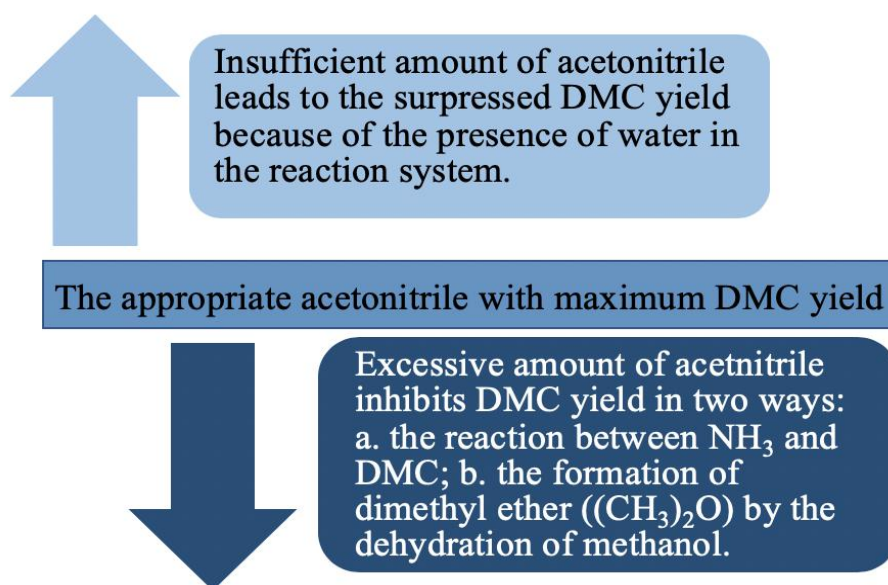 Insufficient amount of acetonitrile
leads to the surpressed DMC yield
because of the presence of water in
the reaction system.
The appropriate acetonitrile with maximum DMC yield
Excessive amount of acetnitrile
inhibits DMC yield in two ways:
a. the reaction between NH₃ and
DMC; b. the formation of
dimethyl ether ((CH₃)₂O) by the
dehydration of methanol.